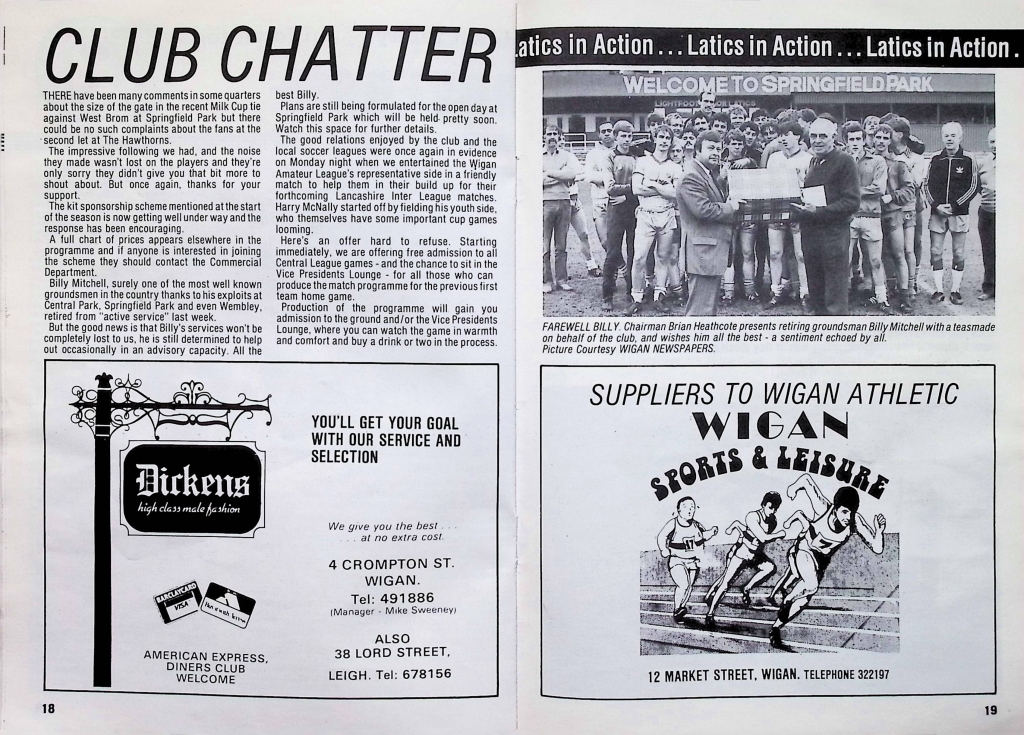 CLUB CHATTER
THERE have been many comments in some quarters
about the size of the gate in the recent Milk Cup tie
against West Brom at Springfield Park but there
could be no such complaints about the fans at the
second let at The Hawthorns.
The impressive following we had, and the noise
they made wasn't lost on the players and they're
only sorry they didn't give you that bit more to
shout about. But once again, thanks for your
support.
The kit sponsorship scheme mentioned at the start
of the season is now getting well under way and the
response has been encouraging.
A full chart of prices appears elsewhere in the
programme and if anyone is interested in joining
the scheme they should contact the Commercial
Department.
Billy Mitchell, surely one of the most well known
groundsmen in the country thanks to his exploits at
Central Park, Springfield Park and even Wembley,
retired from "active service" last week.
But the good news is that Billy's services won't be
completely lost to us, he is still determined to help
out occasionally in an advisory capacity. All the
best Billy.
Plans are still being formulated for the open day at
Springfield Park which will be held pretty soon.
Watch this space for further details.
The good relations enjoyed by the club and the
local soccer leagues were once again in evidence
on Monday night when we entertained the Wigan
Amateur League's representative side in a friendly
match to help them in their build up for their
forthcoming Lancashire Inter League matches.
Harry McNally started off by fielding his youth side,
who themselves have some important cup games
looming.
Here's an offer hard to refuse. Starting
immediately, we are offering free admission to all
Central League games - and the chance to sit in the
Vice Presidents Lounge - for all those who can
produce the match programme for the previous first
team home game.
Production of the programme will gain you
admission to the ground and/or the Vice Presidents
Lounge, where you can watch the game in warmth
and comfort and buy a drink or two in the process.
Dickens
high class male fashion
YOU'LL GET YOUR GOAL
WITH OUR SERVICE AND
SELECTION
We give you the best . . .
. . . at no extra cost.
4 CROMPTON ST.
WIGAN.
Tel: 491886
(Manager - Mike Sweeney)
BARCLAYCARD
VISA
ALSO
38 LORD STREET,
LEIGH. Tel: 678156
AMERICAN EXPRESS,
DINERS CLUB
WELCOME
18
atics in Action . . . Latics in Action . . . Latics in Action .
WELCOME TO SPRINGFIELD PARK
FAREWELL BILLY. Chairman Brian Heathcote presents retiring groundsman Billy Mitchell with a teasmade
on behalf of the club, and wishes him all the best - a sentiment echoed by all.
Picture Courtesy WIGAN NEWSPAPERS.
SUPPLIERS TO WIGAN ATHLETIC
WIGAN
SPORTS & LEISURE
17
12 MARKET STREET, WIGAN. TELEPHONE 322197
19